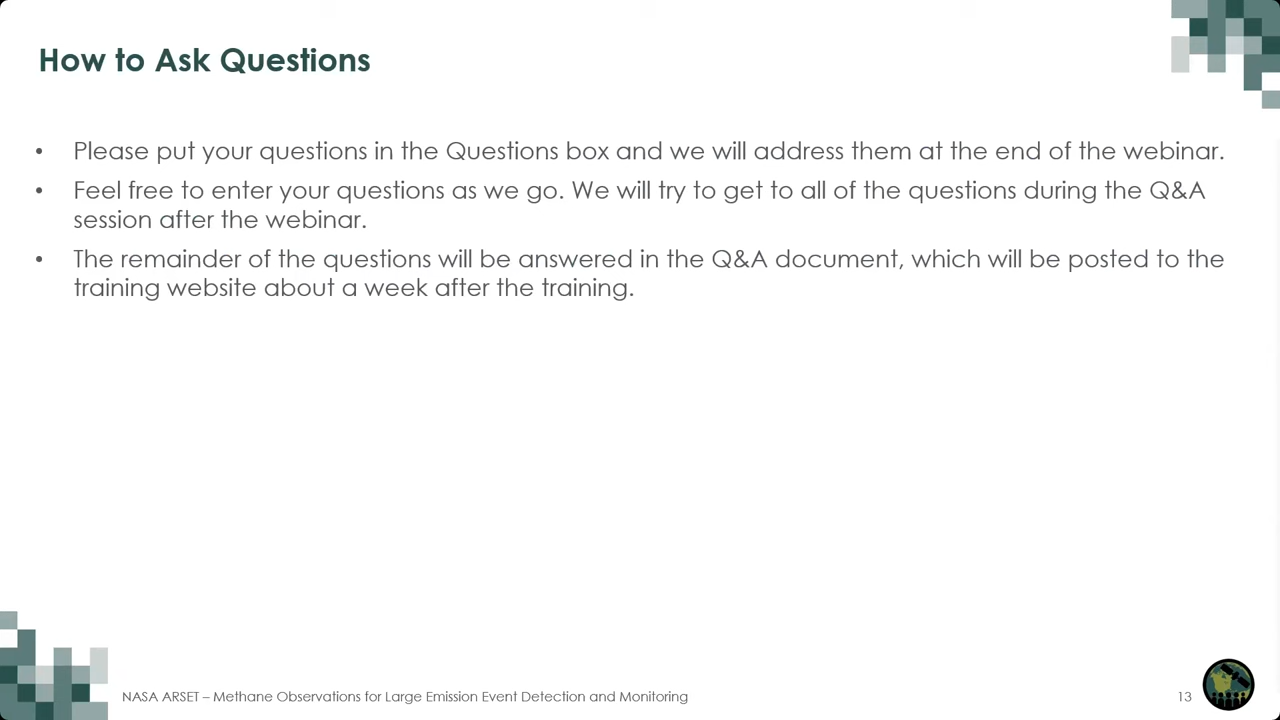 How to Ask Questions
• Please put your questions in the Questions box and we will address them at the end of the webinar.
• Feel free to enter your questions as we go. We will try to get to all of the questions during the Q&A
session after the webinar.
• The remainder of the questions will be answered in the Q&A document, which will be posted to the
training website about a week after the training.
NASA ARSET – Methane Observations for Large Emission Event Detection and Monitoring
13